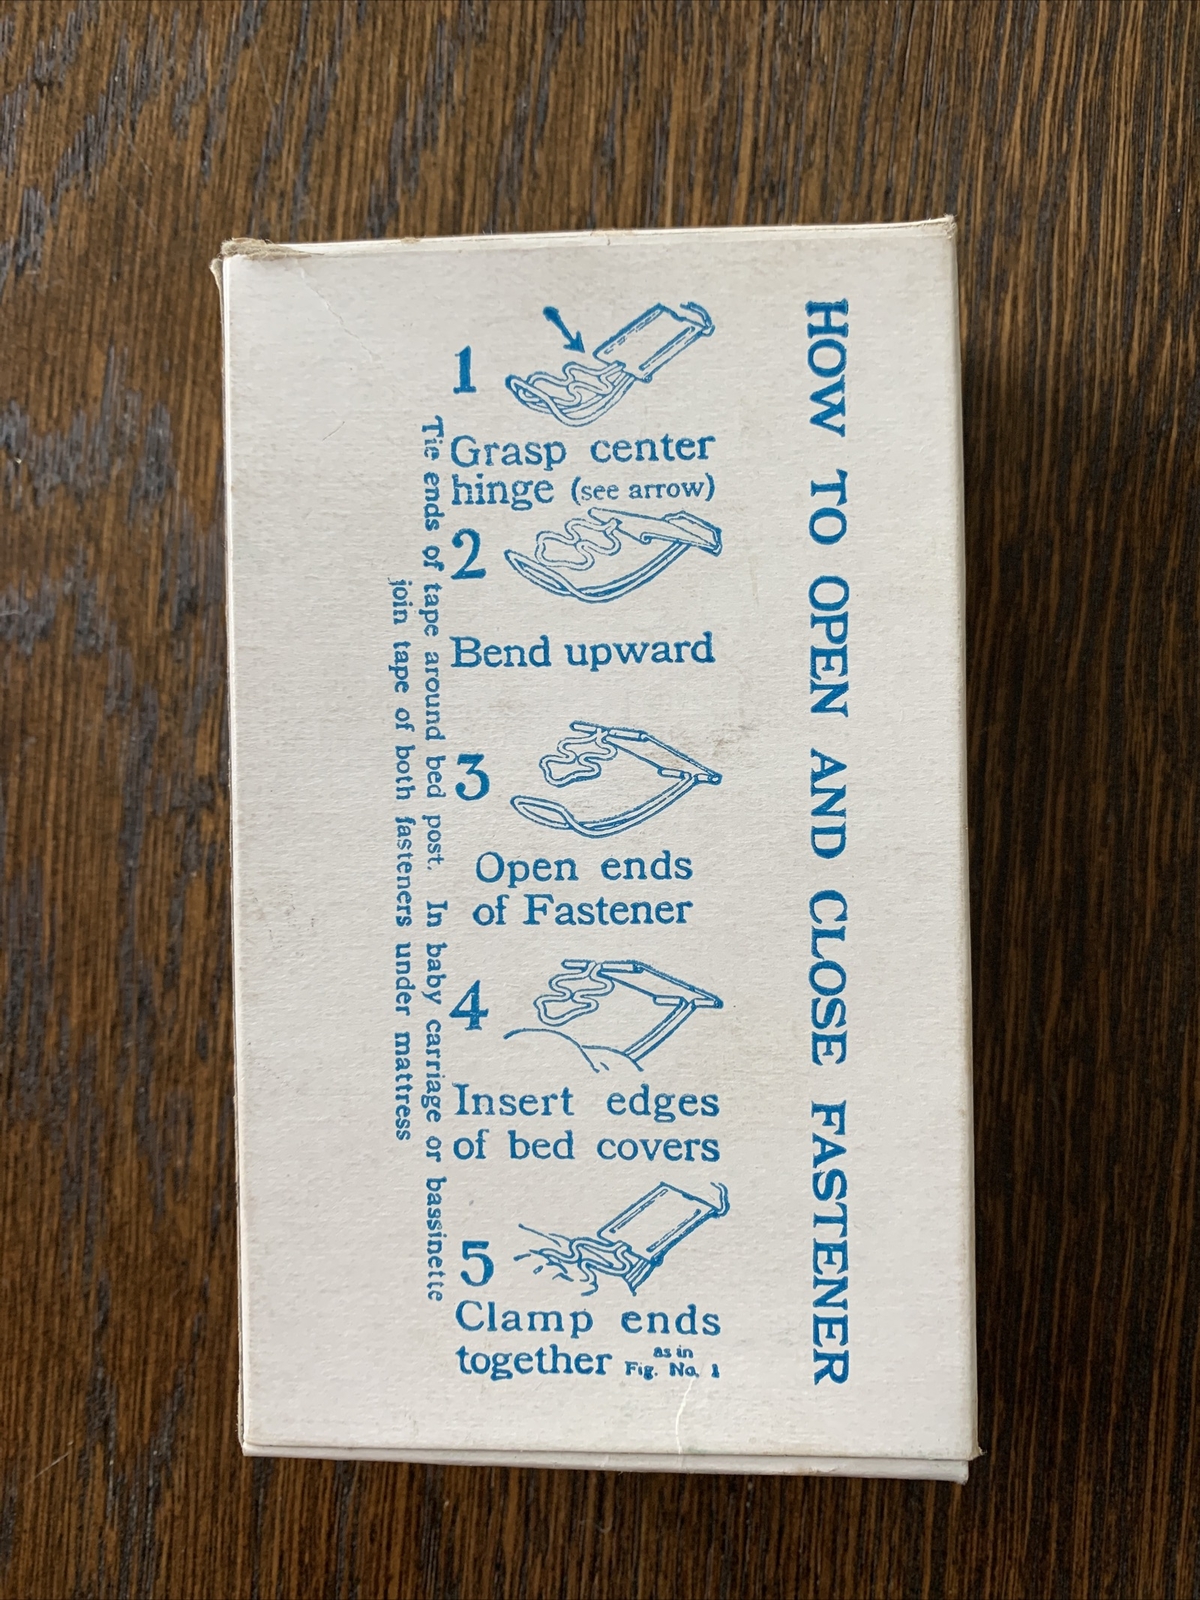 HOW TO OPEN AND CLOSE FASTENER
1
Grasp center
hinge (see arrow)
2
Bend upward
3
Open ends
of Fastener
4
Insert edges
of bed covers
5
Clamp ends
together as in
Fig. No. 1
Tie ends of tape around bed post. In baby carriage or bassinette
join tape of both fasteners under mattress